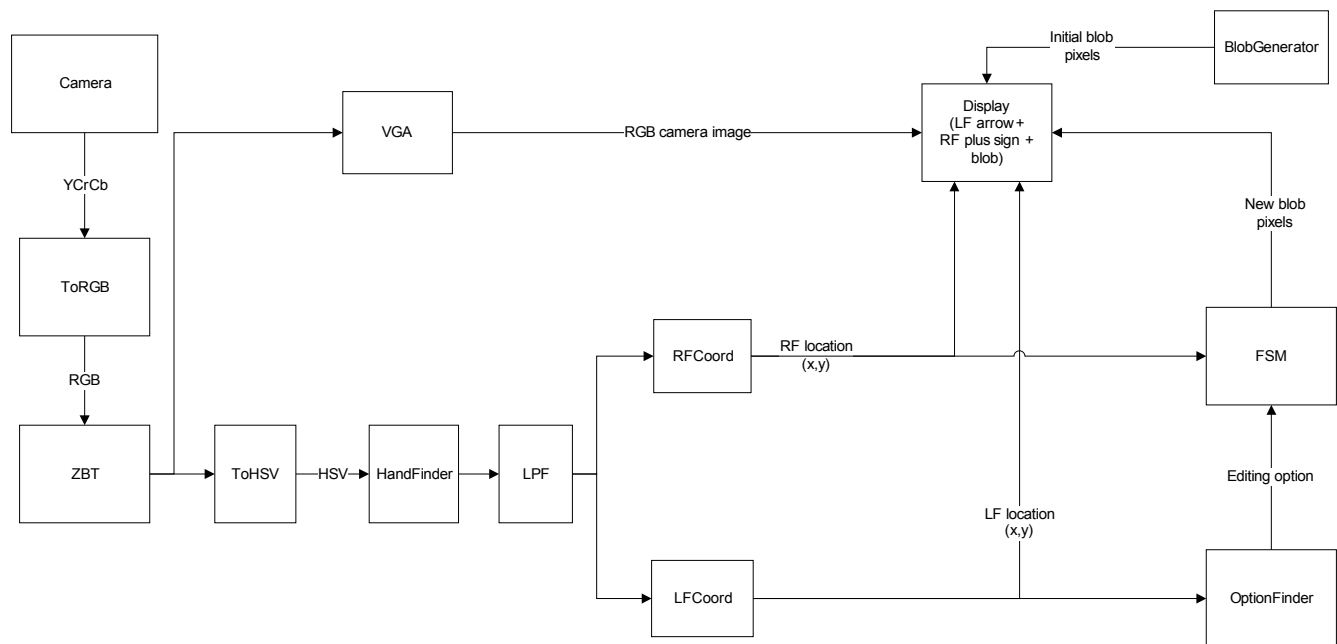 Initial blob
pixels
BlobGenerator
Camera
Display
(LF arrow +
RF plus sign +
blob)
VGA
RGB camera image
YCrCb
New blob
pixels
ToRGB
RFCoord
RF location
(x,y)
FSM
RGB
ZBT
ToHSV
HSV
HandFinder
LPF
Editing option
LF location
(x,y)
LFCoord
OptionFinder